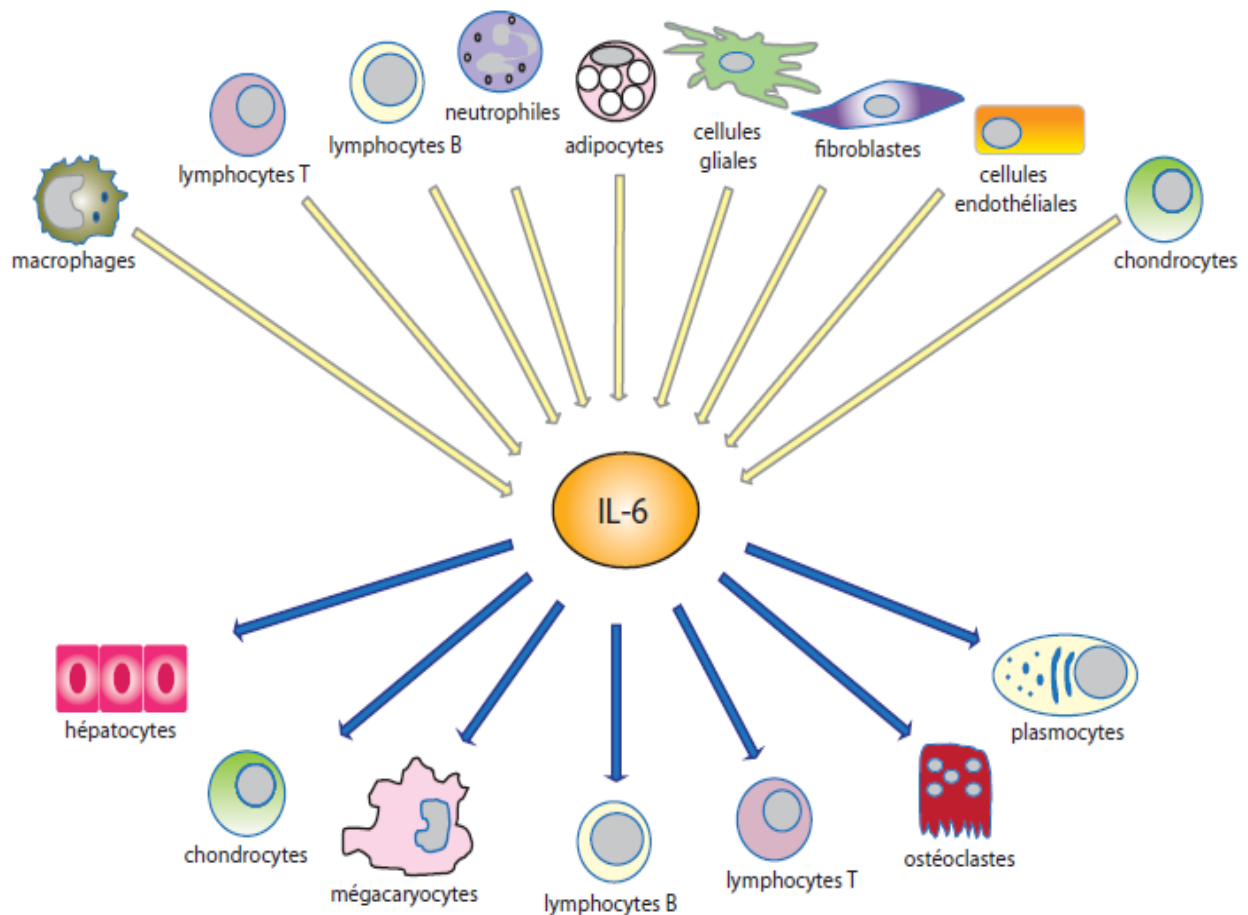 neutrophiles
lymphocytes B
adipocytes
cellules
gliales
fibroblastes
lymphocytes T
cellules
endothéliales
macrophages
chondrocytes
IL-6
hépatocytes
plasmocytes
chondrocytes
mégacaryocytes
lymphocytes B
lymphocytes T
ostéoclastes